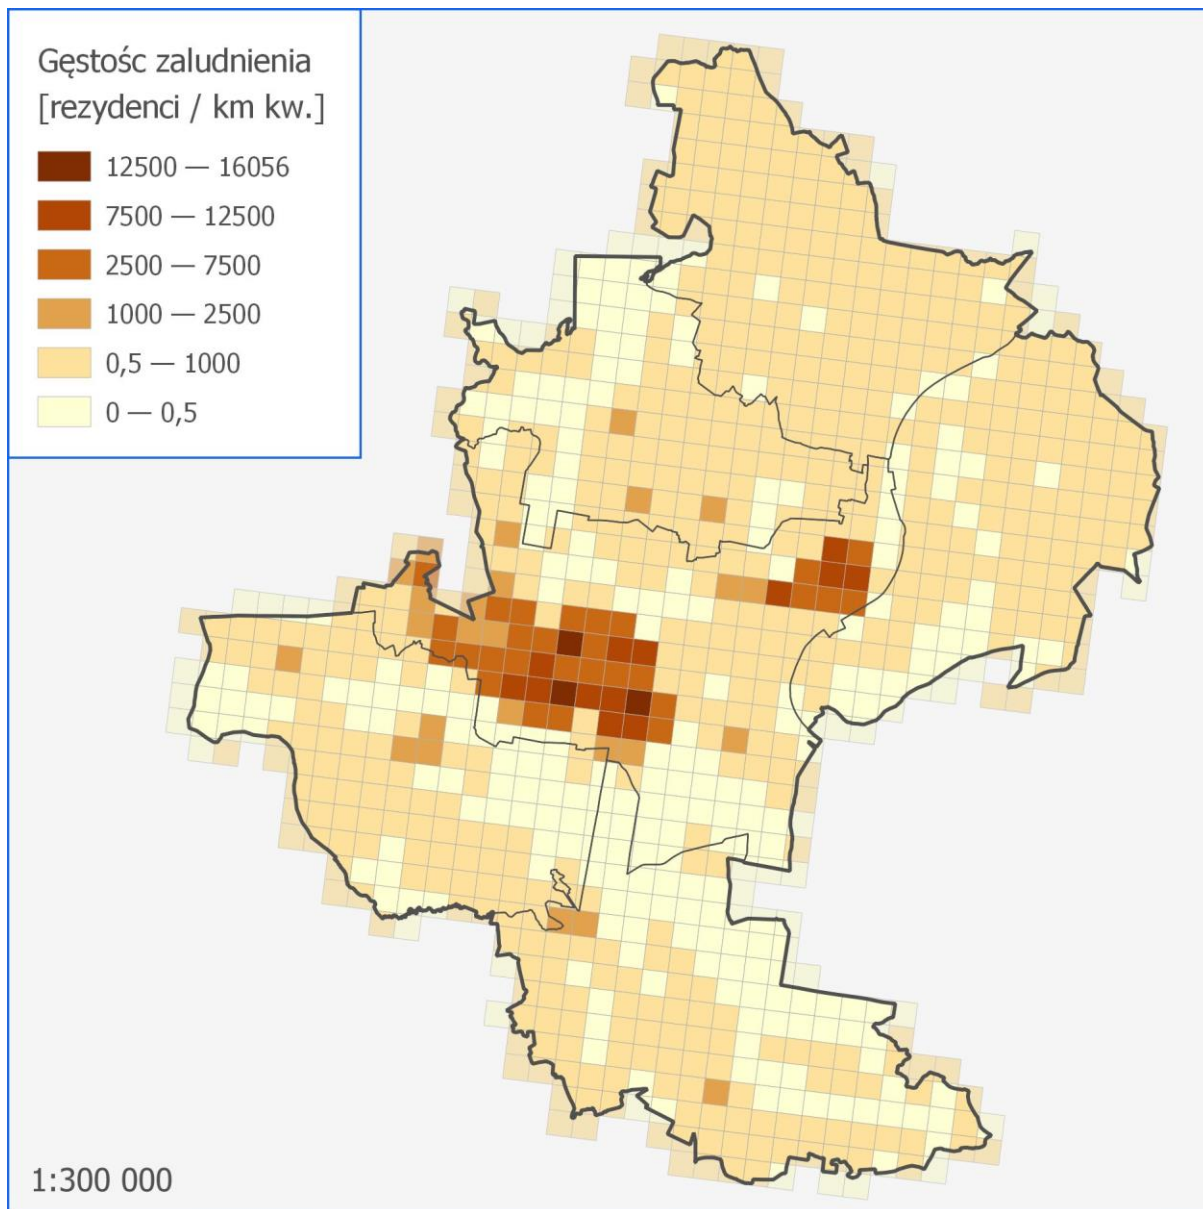 Gęstośc zaludnienia
[rezydenci / km kw.]
12500 — 16056
7500 — 12500
2500 — 7500
1000 — 2500
0,5 — 1000
0 — 0,5
1:300 000